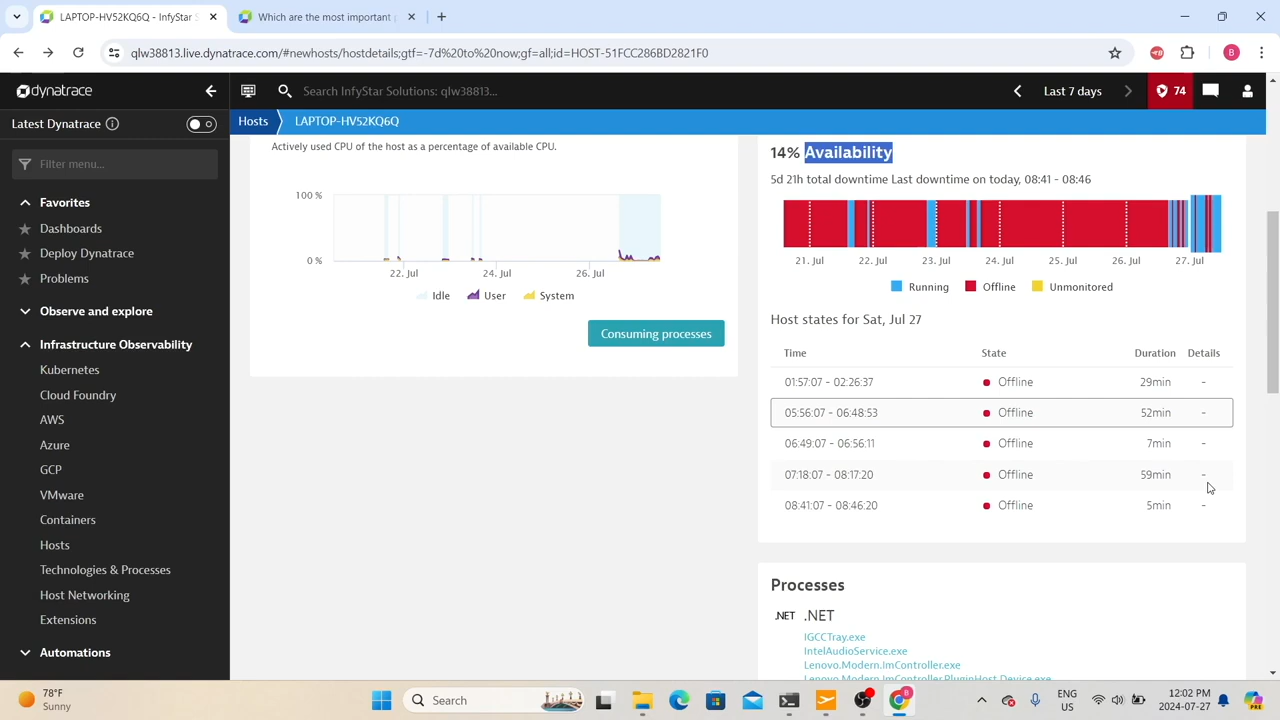 LAPTOP-HV52KQ6Q - InfyStar S
Which are the most important p
qlw38813.live.dynatrace.com/#newhosts/hostdetails;gtf=-7d%20to%20now;gf=all;id=HOST-51FCC286BD2821F0
B
dynatrace
Search InfyStar Solutions: qlw38813...
Last 7 days
74
Latest Dynatrace
Hosts
LAPTOP-HV52KQ6Q
Filter menu...
Favorites
Dashboards
Deploy Dynatrace
Problems
Observe and explore
Infrastructure Observability
Kubernetes
Cloud Foundry
AWS
Azure
GCP
VMware
Containers
Hosts
Technologies & Processes
Host Networking
Extensions
Automations
Actively used CPU of the host as a percentage of available CPU.
100 %
0 %
22. Jul
24. Jul
26. Jul
Idle
User
System
Consuming processes
14% Availability
5d 21h total downtime Last downtime on today, 08:41 - 08:46
21. Jul
22. Jul
23. Jul
24. Jul
25. Jul
26. Jul
27. Jul
Running
Offline
Unmonitored
Host states for Sat, Jul 27
Time State Duration Details
01:57:07 - 02:26:37 Offline 29min -
05:56:07 - 06:48:53 Offline 52min -
06:49:07 - 06:56:11 Offline 7min -
07:18:07 - 08:17:20 Offline 59min -
08:41:07 - 08:46:20 Offline 5min -
Processes
.NET .NET
IGCCTray.exe
IntelAudioService.exe
Lenovo.Modern.ImController.exe
Lenovo.Modern.ImController.PluginHost.Device.exe
78°F
Sunny
Search
ENG
US
12:02 PM
2024-07-27